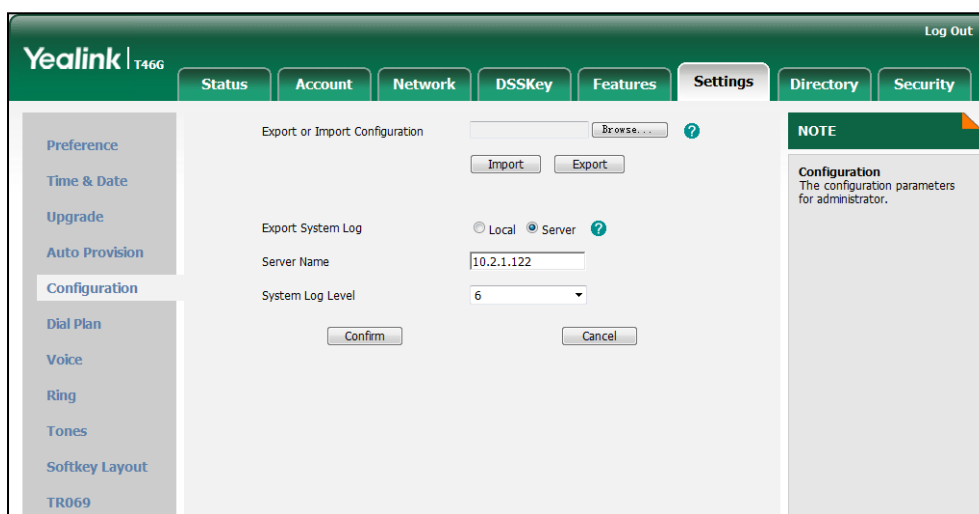 Log Out
Yealink | T46G
Status Account Network DSSKey Features Settings Directory Security
Preference
Time & Date
Upgrade
Auto Provision
Configuration
Dial Plan
Voice
Ring
Tones
Softkey Layout
TR069
Export or Import Configuration Browse... ?
Import Export
Export System Log Local Server ?
Server Name 10.2.1.122
System Log Level 6
Confirm Cancel
NOTE
Configuration
The configuration parameters
for administrator.